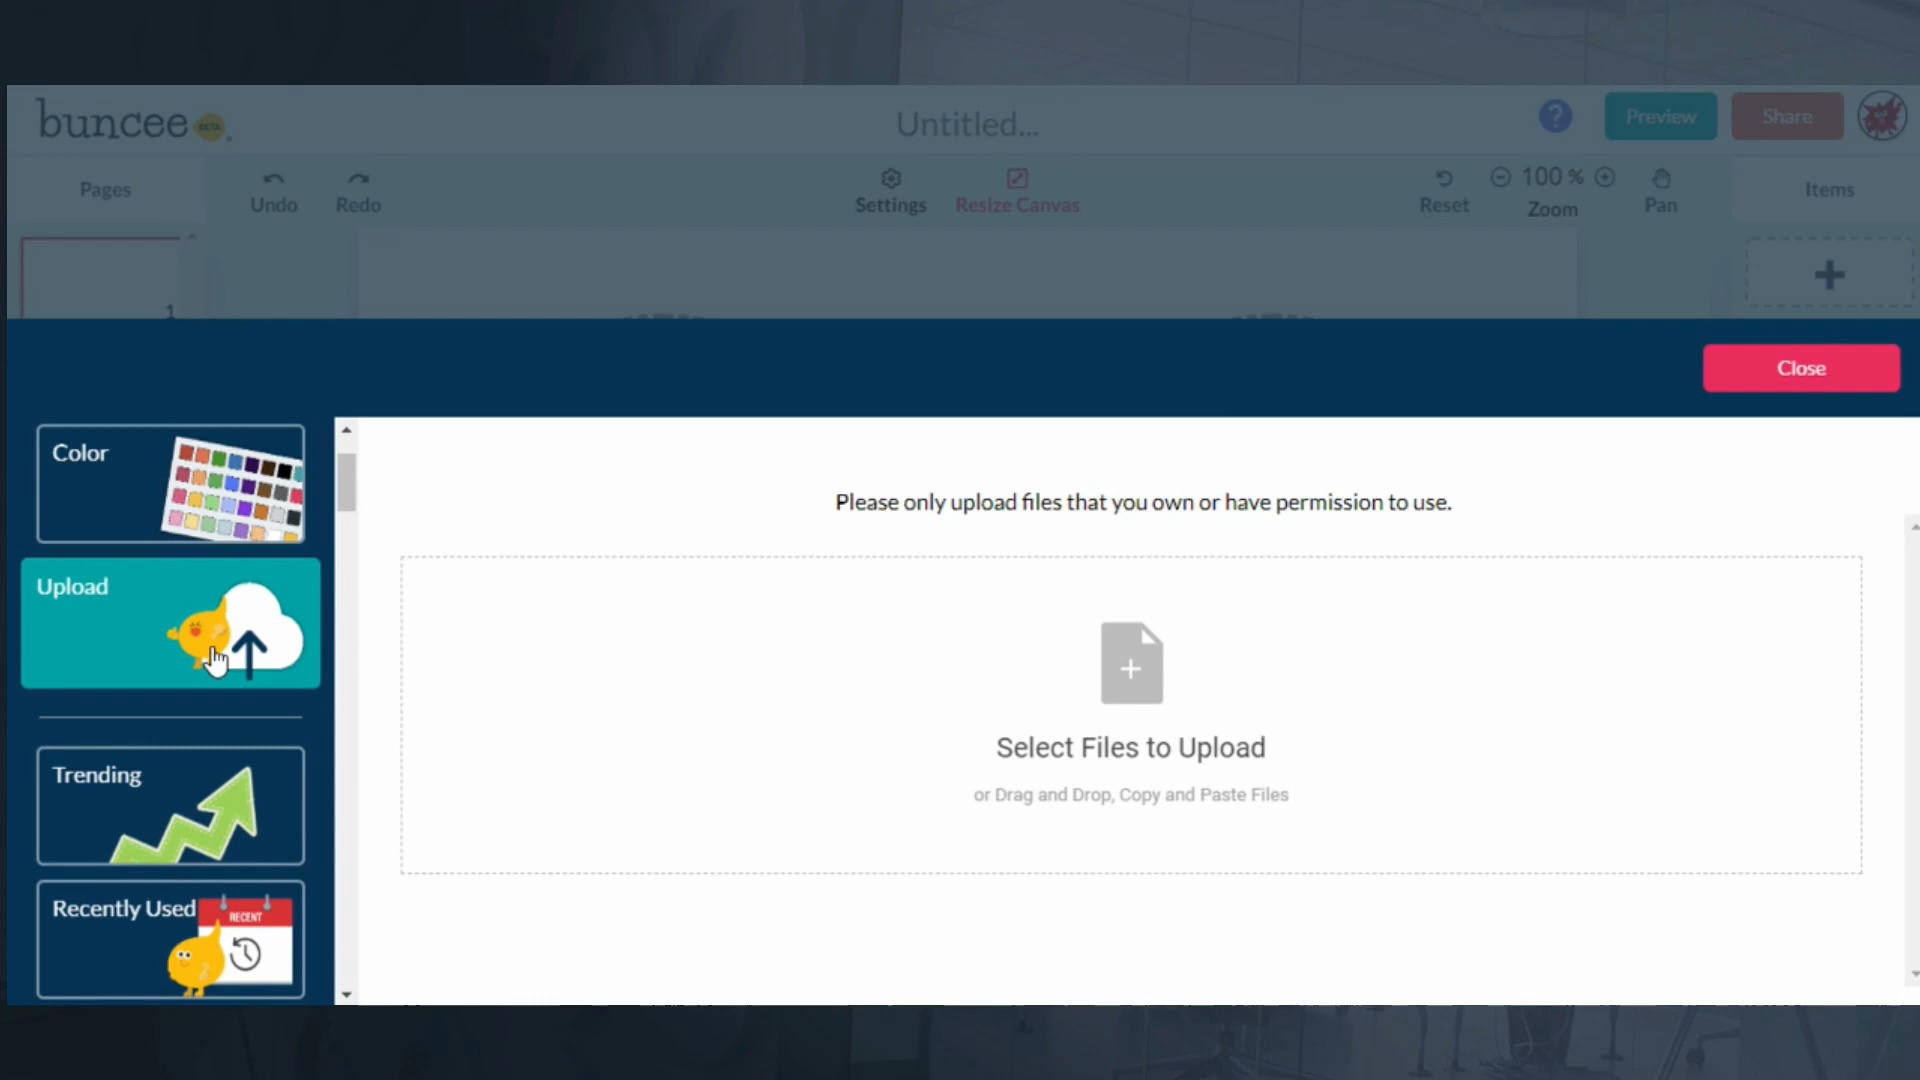 buncee BETA
Untitled...
?
Preview
Share
Pages
Undo
Redo
Settings
Resize Canvas
Reset
100 %
Zoom
Pan
Items
1
Close
Color
Upload
Trending
Recently Used
RECENT
Please only upload files that you own or have permission to use.
Select Files to Upload
or Drag and Drop, Copy and Paste Files